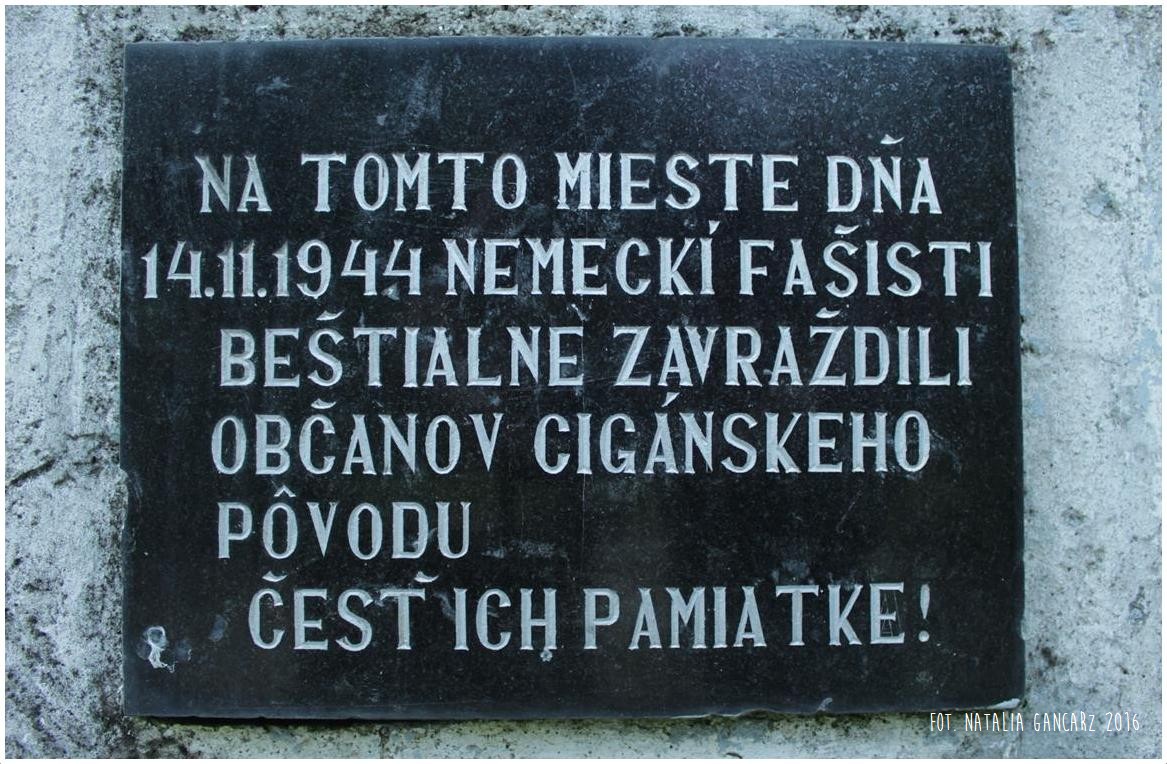 NA TOMTO MIESTE DŇA
14.11.1944 NEMECKÍ FAŠISTI
BEŠTIALNE ZAVRAŽDILI
OBČANOV CIGÁNSKEHO
PÔVODU
ČESŤ ICH PAMIATKE!
FOT. NATALIA GANCARZ 2016